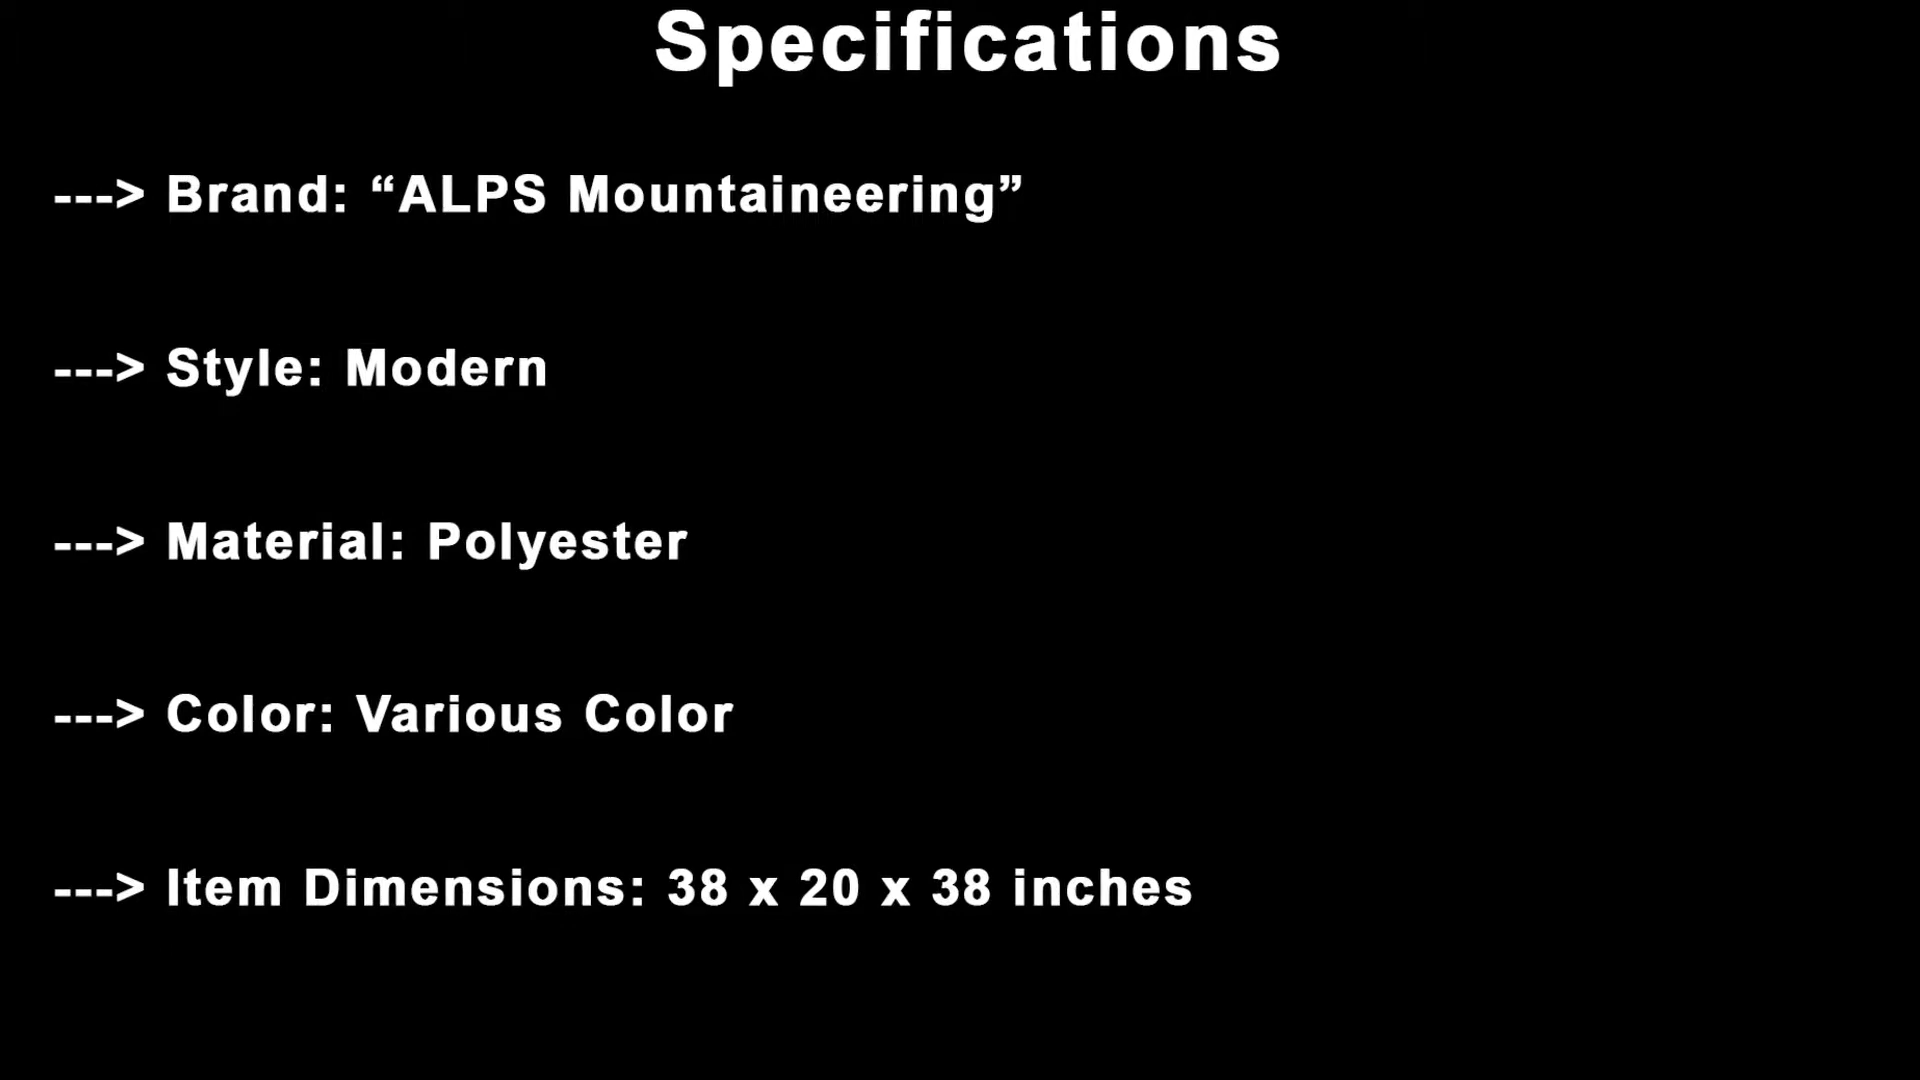 Specifications
---> Brand: “ALPS Mountaineering”
---> Style: Modern
---> Material: Polyester
---> Color: Various Color
---> Item Dimensions: 38 x 20 x 38 inches